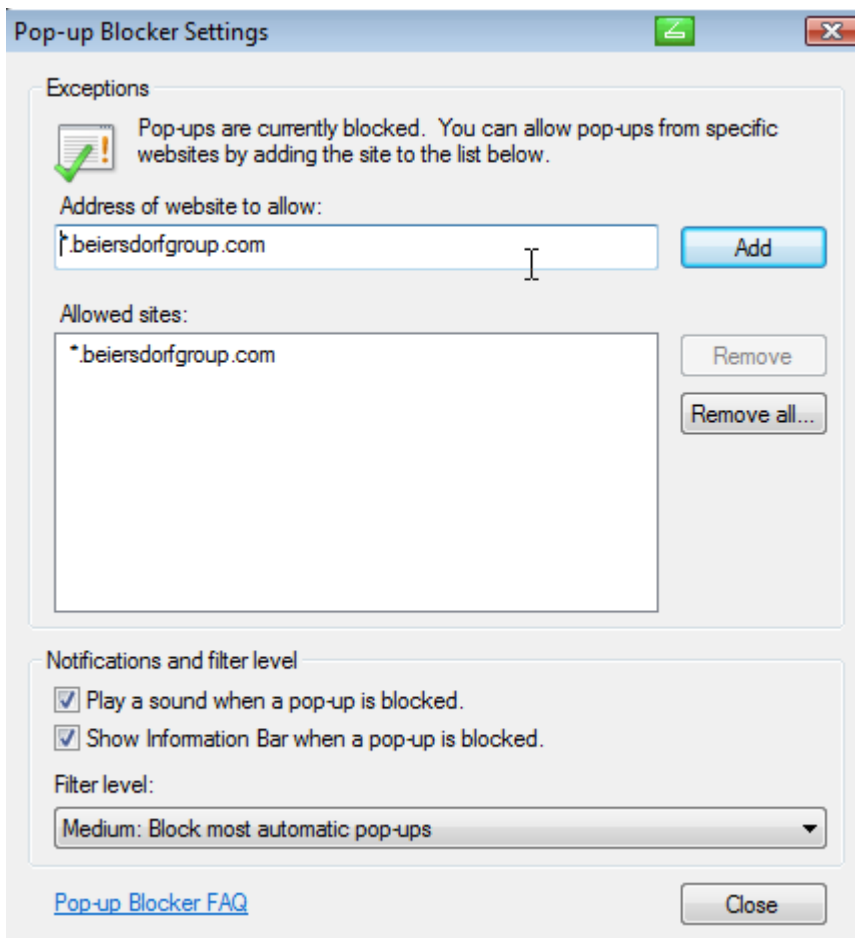 Pop-up Blocker Settings
Exceptions
Pop-ups are currently blocked.  You can allow pop-ups from specific
websites by adding the site to the list below.
Address of website to allow:
*.beiersdorfgroup.com
Add
Allowed sites:
*.beiersdorfgroup.com
Remove
Remove all...
Notifications and filter level
Play a sound when a pop-up is blocked.
Show Information Bar when a pop-up is blocked.
Filter level:
Medium: Block most automatic pop-ups
Pop-up Blocker FAQ
Close